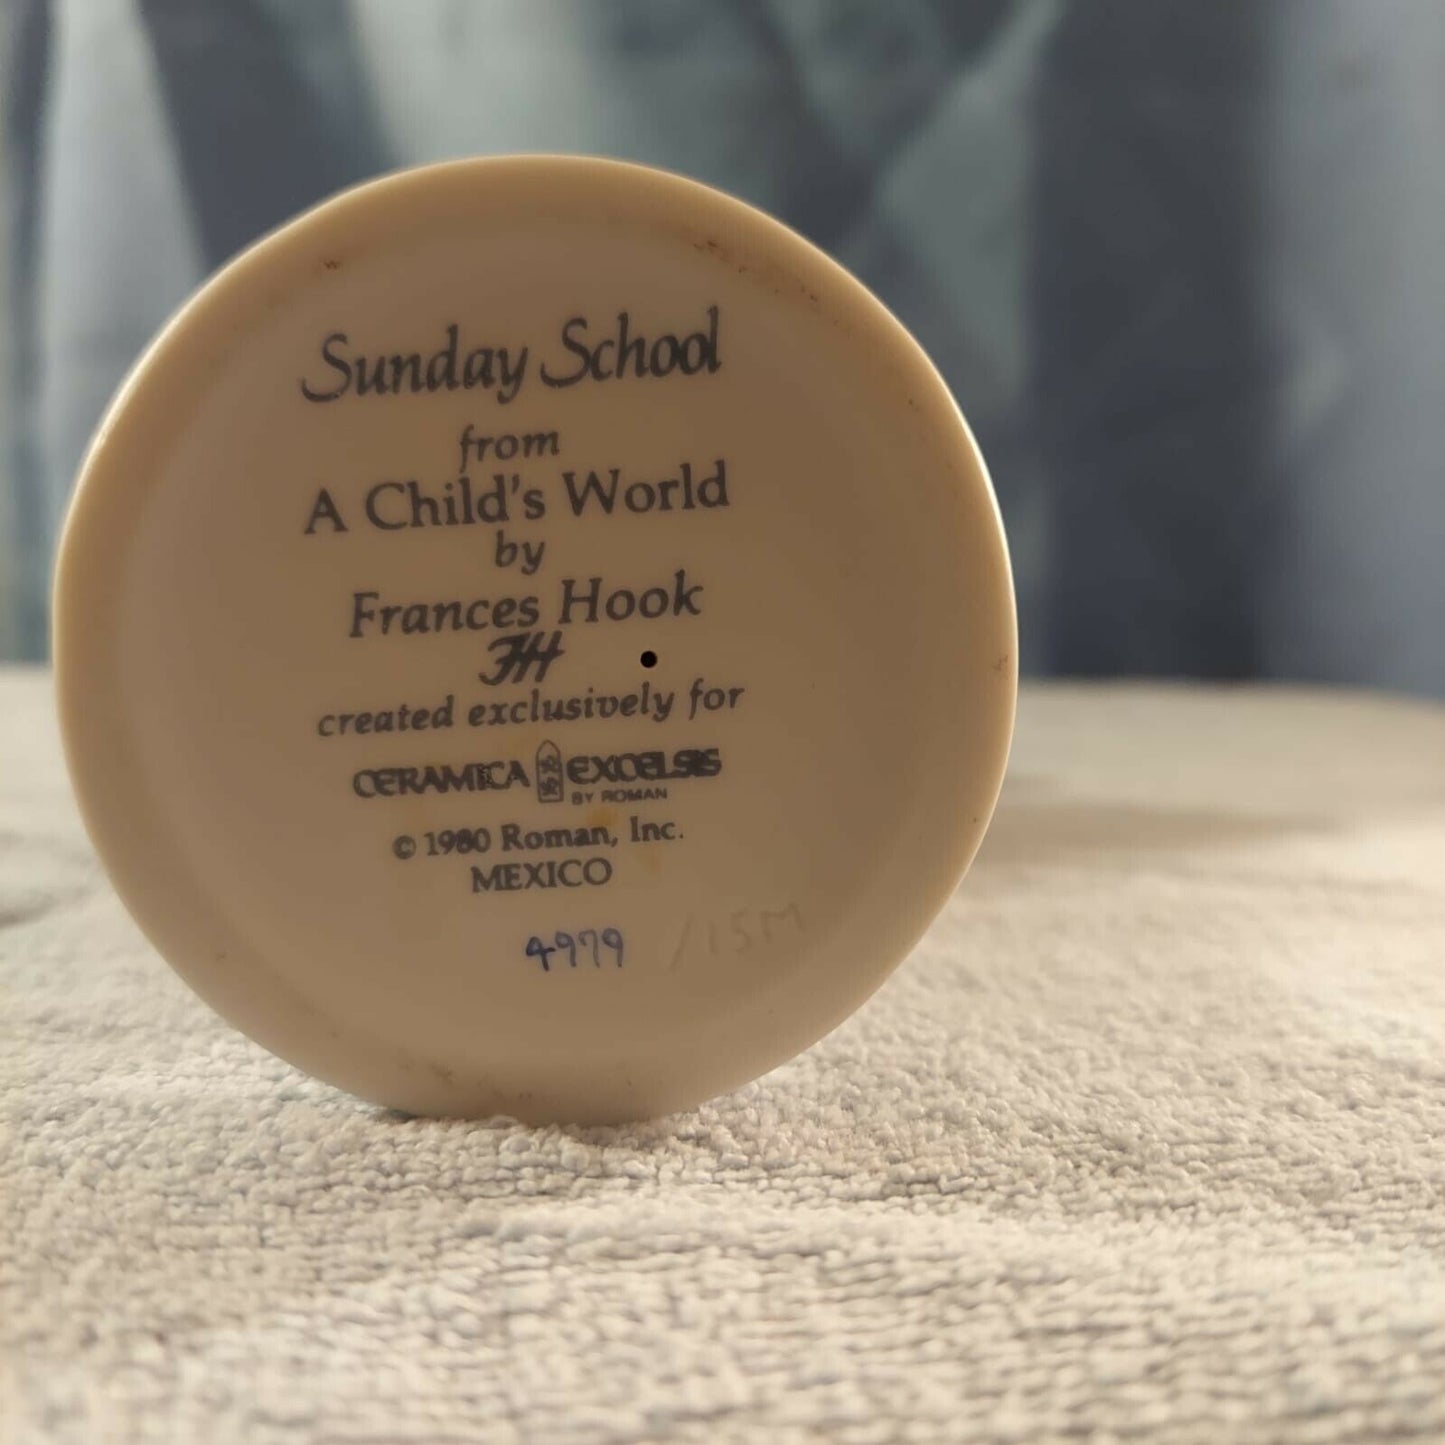 Sunday School
from
A Child's World
by
Frances Hook
FH
created exclusively for
CERAMICA EXCELSIS
BY ROMAN
© 1980 Roman, Inc.
MEXICO
4979 /15M